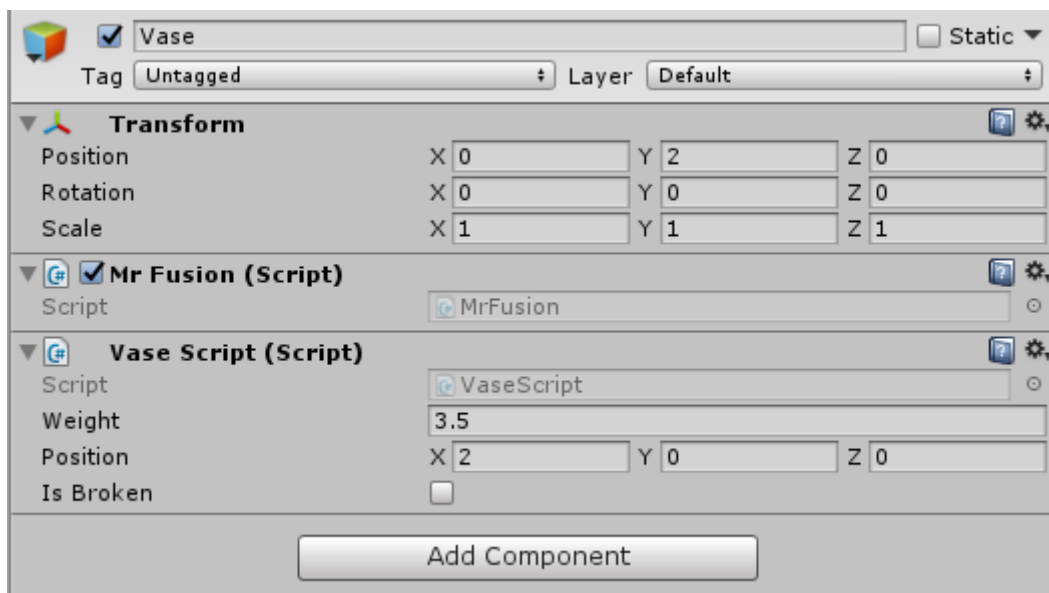 Vase Static
Tag Untagged Layer Default
Transform
Position X 0 Y 2 Z 0
Rotation X 0 Y 0 Z 0
Scale X 1 Y 1 Z 1
C# Mr Fusion (Script)
Script C# MrFusion
C# Vase Script (Script)
Script C# VaseScript
Weight 3.5
Position X 2 Y 0 Z 0
Is Broken
Add Component